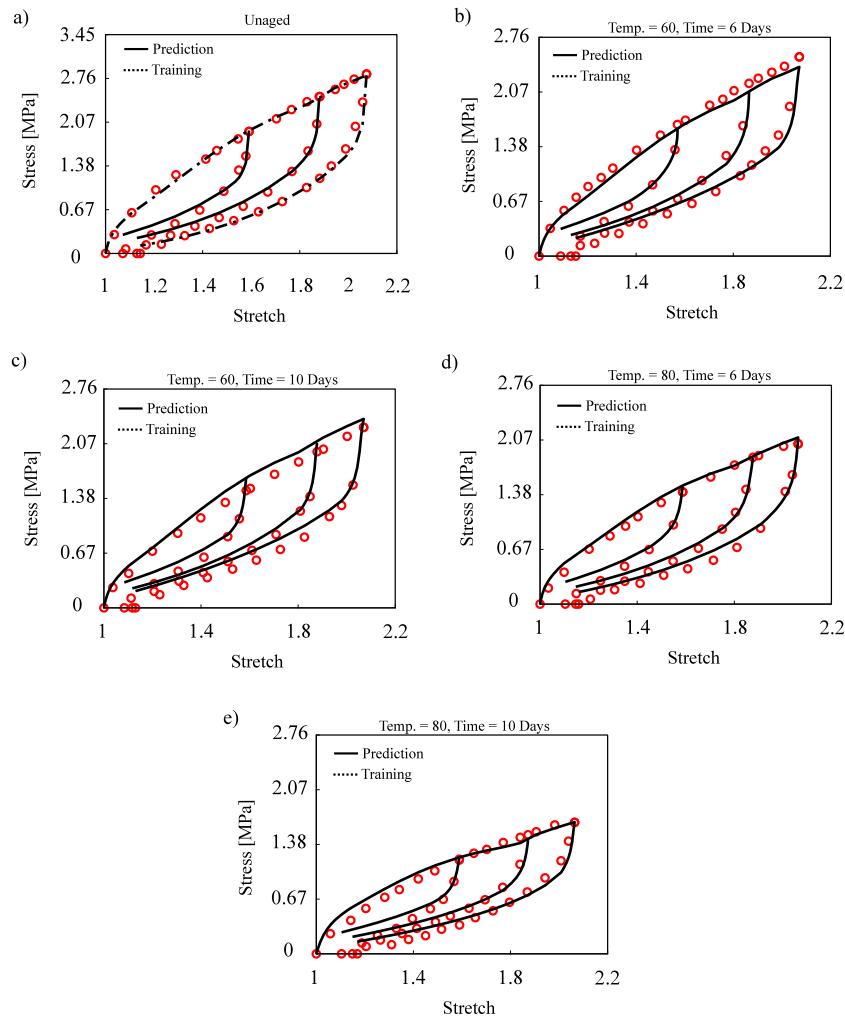 a)
Unaged
3.45
2.76
2.07
1.38
0.67
0
Stress [MPa]
Prediction
Training
1 1.2 1.4 1.6 1.8 2 2.2
Stretch
b)
Temp. = 60, Time = 6 Days
2.76
2.07
1.38
0.67
0
Stress [MPa]
Prediction
Training
1 1.4 1.8 2.2
Stretch
c)
Temp. = 60, Time = 10 Days
2.76
2.07
1.38
0.67
0
Stress [MPa]
Prediction
Training
1 1.4 1.8 2.2
Stretch
d)
Temp. = 80, Time = 6 Days
2.76
2.07
1.38
0.67
0
Stress [MPa]
Prediction
Training
1 1.4 1.8 2.2
Stretch
e)
Temp. = 80, Time = 10 Days
2.76
2.07
1.38
0.67
0
Stress [MPa]
Prediction
Training
1 1.4 1.8 2.2
Stretch